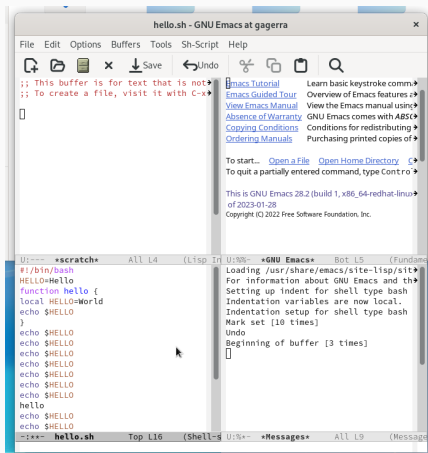 hello.sh - GNU Emacs at gagerra
File Edit Options Buffers Tools Sh-Script Help
Save Undo
;; This buffer is for text that is not
;; To create a file, visit it with C-x
U:--- *scratch* All L4 (Lisp In
Emacs Tutorial Learn basic keystroke comm
Emacs Guided Tour Overview of Emacs features a
View Emacs Manual View the Emacs manual using
Absence of Warranty GNU Emacs comes with ABS
Copying Conditions Conditions for redistributing
Ordering Manuals Purchasing printed copies of
To start... Open a File Open Home Directory
To quit a partially entered command, type Contro
This is GNU Emacs 28.2 (build 1, x86_64-redhat-linux
of 2023-01-28
Copyright (C) 2022 Free Software Foundation, Inc.
U:%%- *GNU Emacs* Bot L5 (Fundame
#!/bin/bash
HELLO=Hello
function hello {
local HELLO=World
echo $HELLO
}
echo $HELLO
echo $HELLO
echo $HELLO
echo $HELLO
echo $HELLO
echo $HELLO
echo $HELLO
hello
echo $HELLO
echo $HELLO
-:**- hello.sh Top L16 (Shell-s
Loading /usr/share/emacs/site-lisp/sit
For information about GNU Emacs and th
Setting up indent for shell type bash
Indentation variables are now local.
Indentation setup for shell type bash
Mark set [10 times]
Undo
Beginning of buffer [3 times]
U:%*- *Messages* All L9 (Message